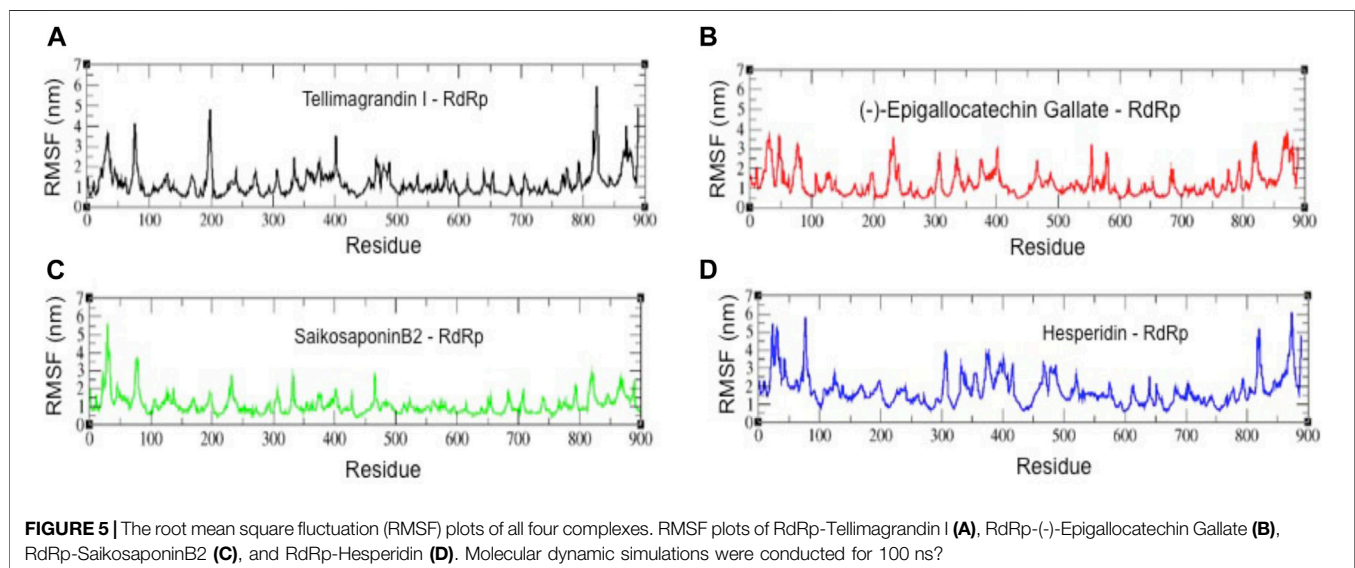 A
RMSF (nm)
7
6
5
4
3
2
1
0
Tellimagrandin I - RdRp
0 100 200 300 400 500 600 700 800 900
Residue
B
RMSF (nm)
7
6
5
4
3
2
1
0
(-)-Epigallocatechin Gallate - RdRp
0 100 200 300 400 500 600 700 800 900
Residue
C
RMSF (nm)
7
6
5
4
3
2
1
0
SaikosaponinB2 - RdRp
0 100 200 300 400 500 600 700 800 900
Residue
D
RMSF (nm)
7
6
5
4
3
2
1
0
Hesperidin - RdRp
0 100 200 300 400 500 600 700 800 900
Residue
FIGURE 5 | The root mean square fluctuation (RMSF) plots of all four complexes. RMSF plots of RdRp-Tellimagrandin I (A), RdRp-(-)-Epigallocatechin Gallate (B),
RdRp-SaikosaponinB2 (C), and RdRp-Hesperidin (D). Molecular dynamic simulations were conducted for 100 ns?